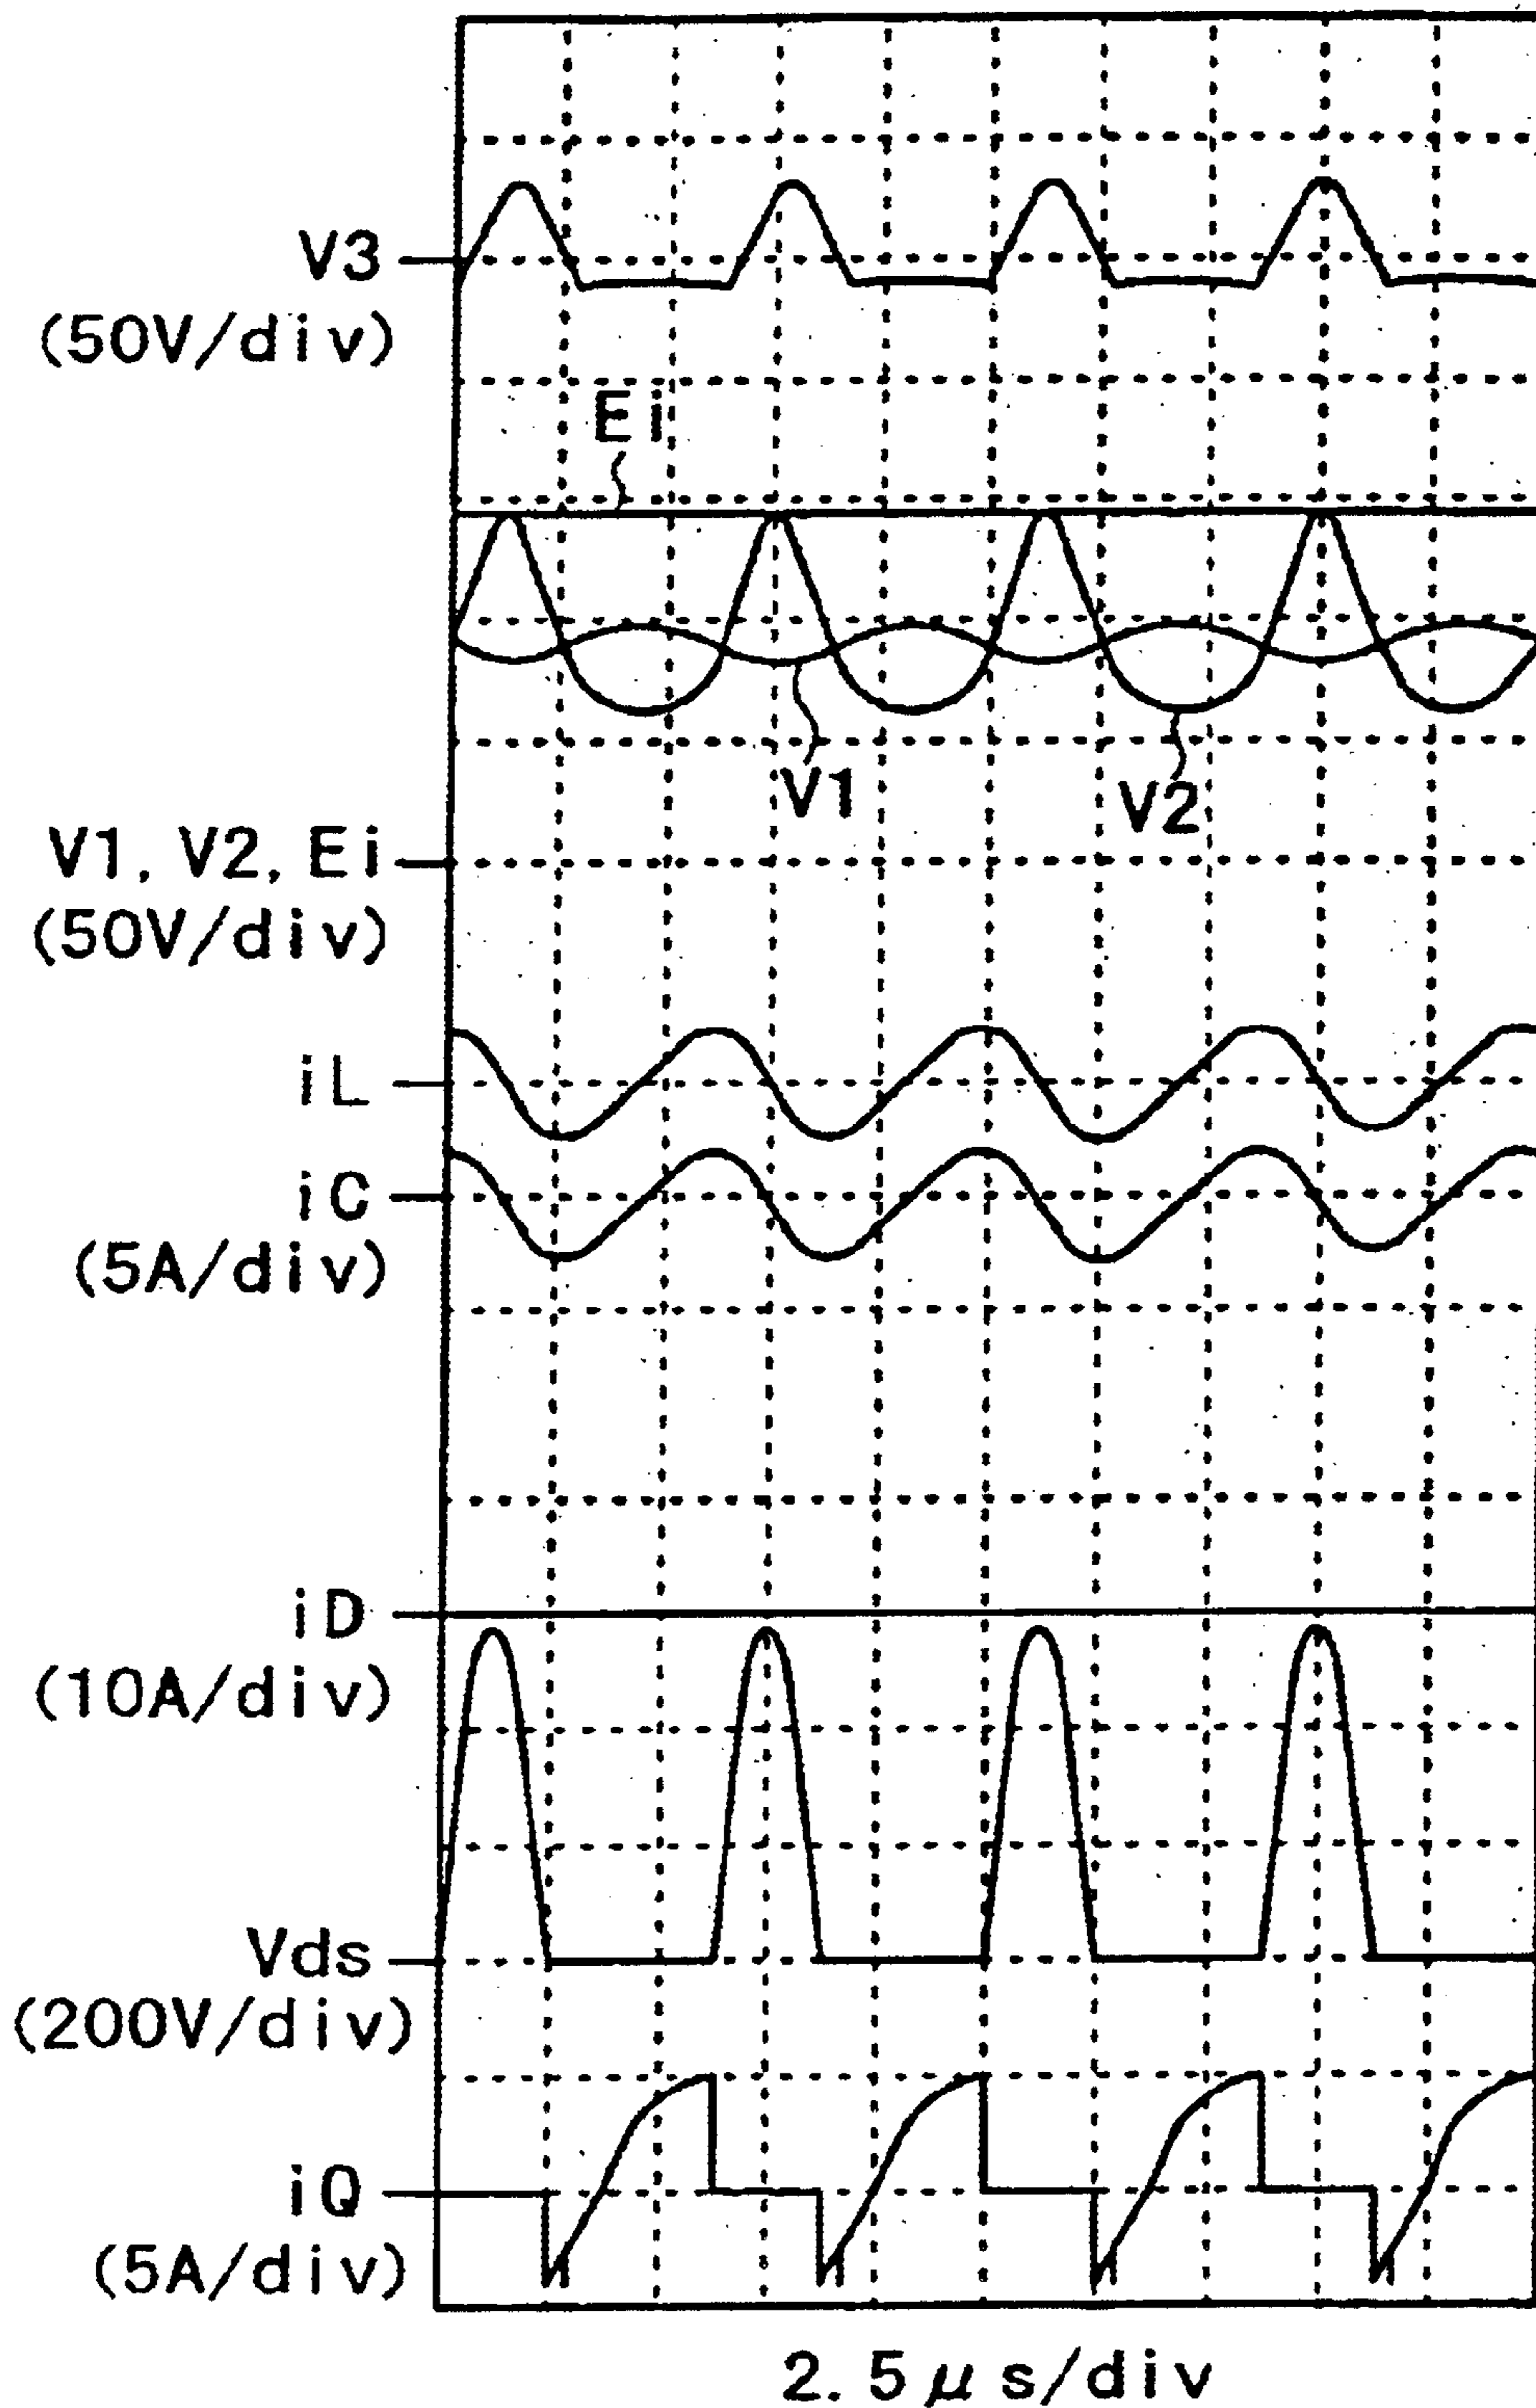 V3
(50V/div)
Ei
V1
V2
V1, V2, Ei
(50V/div)
iL
iC
(5A/div)
iD
(10A/div)
Vds
(200V/div)
iQ
(5A/div)
2.5μs/div